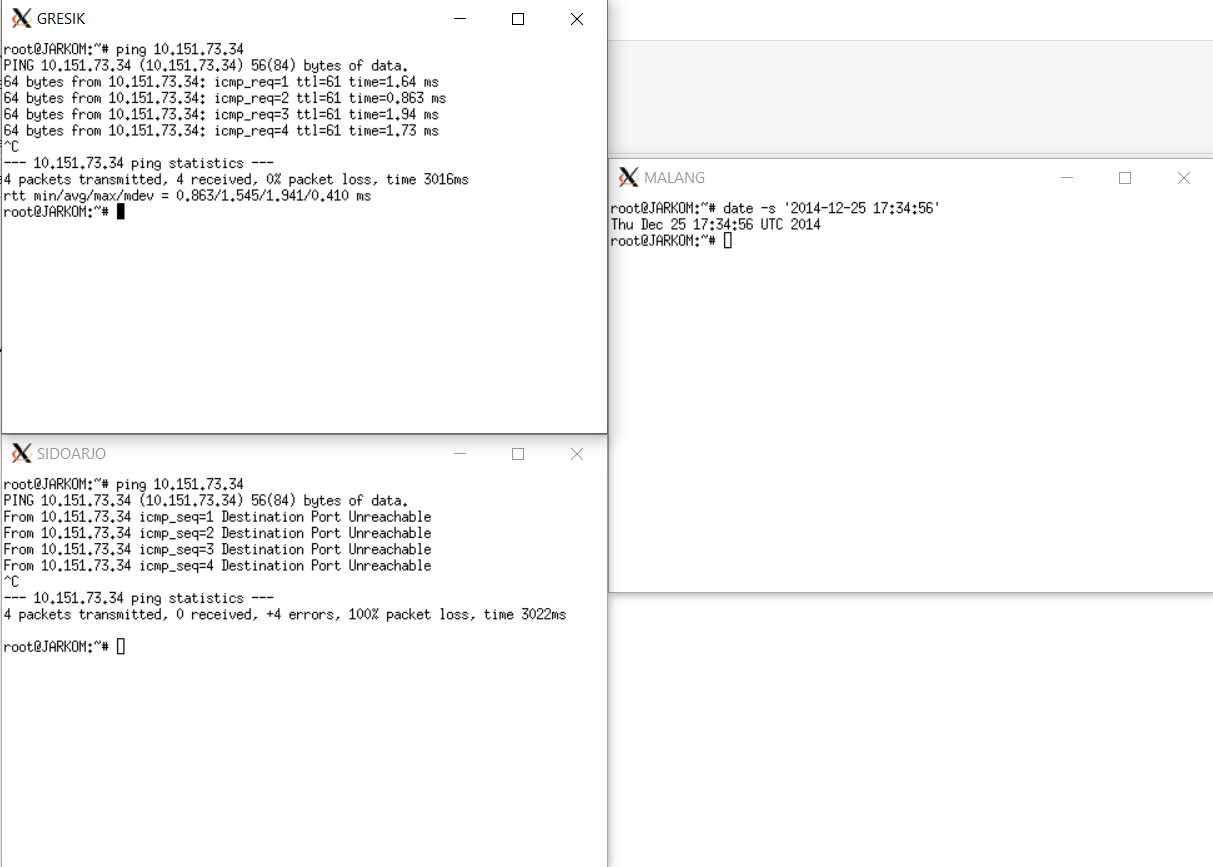 GRESIK
root@JARKOM:~# ping 10.151.73.34
PING 10.151.73.34 (10.151.73.34) 56(84) bytes of data.
64 bytes from 10.151.73.34: icmp_req=1 ttl=61 time=1.64 ms
64 bytes from 10.151.73.34: icmp_req=2 ttl=61 time=0.863 ms
64 bytes from 10.151.73.34: icmp_req=3 ttl=61 time=1.94 ms
64 bytes from 10.151.73.34: icmp_req=4 ttl=61 time=1.73 ms
^C
--- 10.151.73.34 ping statistics ---
4 packets transmitted, 4 received, 0% packet loss, time 3016ms
rtt min/avg/max/mdev = 0.863/1.545/1.941/0.410 ms
root@JARKOM:~#
MALANG
root@JARKOM:~# date -s '2014-12-25 17:34:56'
Thu Dec 25 17:34:56 UTC 2014
root@JARKOM:~#
SIDOARJO
root@JARKOM:~# ping 10.151.73.34
PING 10.151.73.34 (10.151.73.34) 56(84) bytes of data.
From 10.151.73.34 icmp_seq=1 Destination Port Unreachable
From 10.151.73.34 icmp_seq=2 Destination Port Unreachable
From 10.151.73.34 icmp_seq=3 Destination Port Unreachable
From 10.151.73.34 icmp_seq=4 Destination Port Unreachable
^C
--- 10.151.73.34 ping statistics ---
4 packets transmitted, 0 received, +4 errors, 100% packet loss, time 3022ms
root@JARKOM:~#